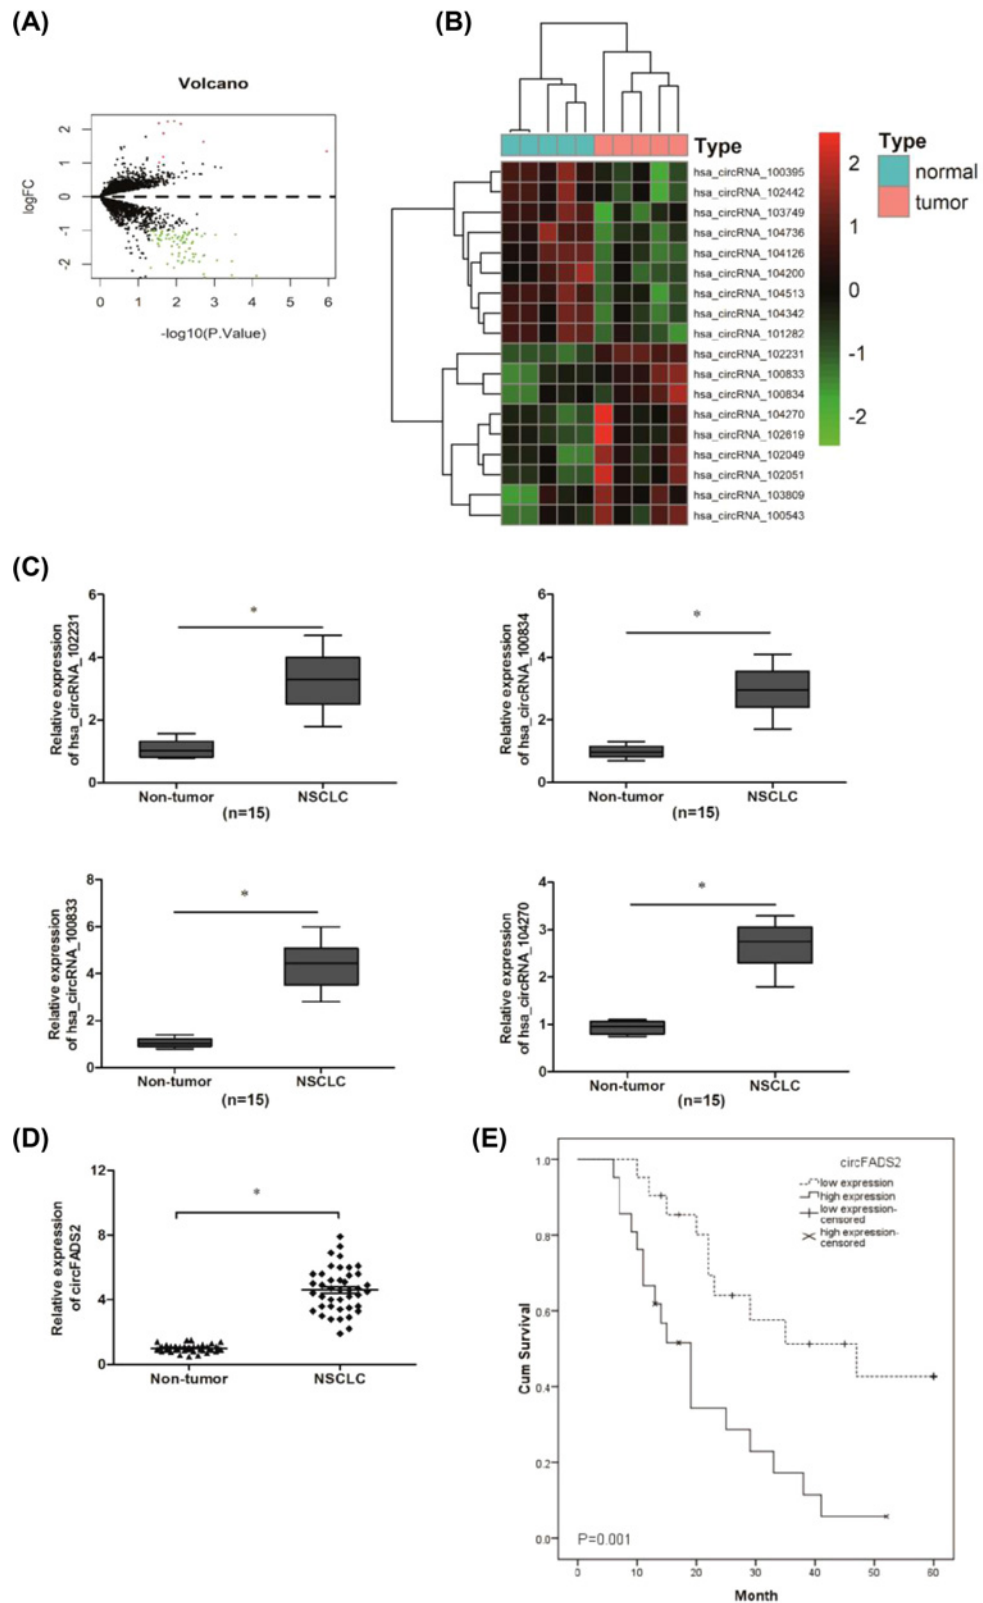 (A)
Volcano
logFC
2
1
0
-1
-2
0 1 2 3 4 5 6
-log10(P.Value)
(B)
Type
hsa_circRNA_100395
hsa_circRNA_102442
hsa_circRNA_103749
hsa_circRNA_104736
hsa_circRNA_104126
hsa_circRNA_104200
hsa_circRNA_104513
hsa_circRNA_104342
hsa_circRNA_101282
hsa_circRNA_102231
hsa_circRNA_100833
hsa_circRNA_100834
hsa_circRNA_104270
hsa_circRNA_102619
hsa_circRNA_102049
hsa_circRNA_102051
hsa_circRNA_103809
hsa_circRNA_100543
2
1
0
-1
-2
Type
normal
tumor
(C)
Relative expression
of hsa_circRNA_102231
6
4
2
0
*
Non-tumor NSCLC
(n=15)
Relative expression
of hsa_circRNA_100834
6
4
2
0
*
Non-tumor NSCLC
(n=15)
Relative expression
of hsa_circRNA_100833
8
6
4
2
0
*
Non-tumor NSCLC
(n=15)
Relative expression
of hsa_circRNA_104270
4
3
2
1
0
*
Non-tumor NSCLC
(n=15)
(D)
Relative expression
of circFADS2
12
8
4
0
*
Non-tumor NSCLC
(E)
Cum Survival
1.0
0.8
0.6
0.4
0.2
0.0
circFADS2
low expression
high expression
low expression-
censored
high expression-
censored
P=0.001
0 10 20 30 40 50 60
Month